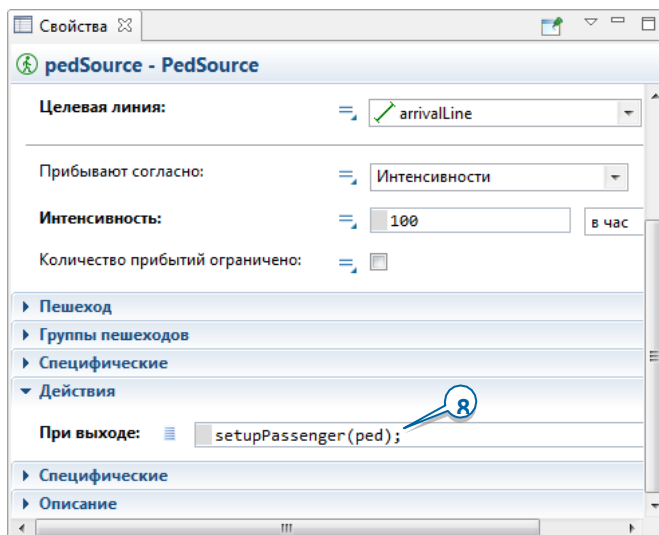 Свойства
pedSource - PedSource
Целевая линия: arrivalLine
Прибывают согласно: Интенсивности
Интенсивность: 100 в час
Количество прибытий ограничено:
Пешеход
Группы пешеходов
Специфические
Действия
8
При выходе: setupPassenger(ped);
Специфические
Описание